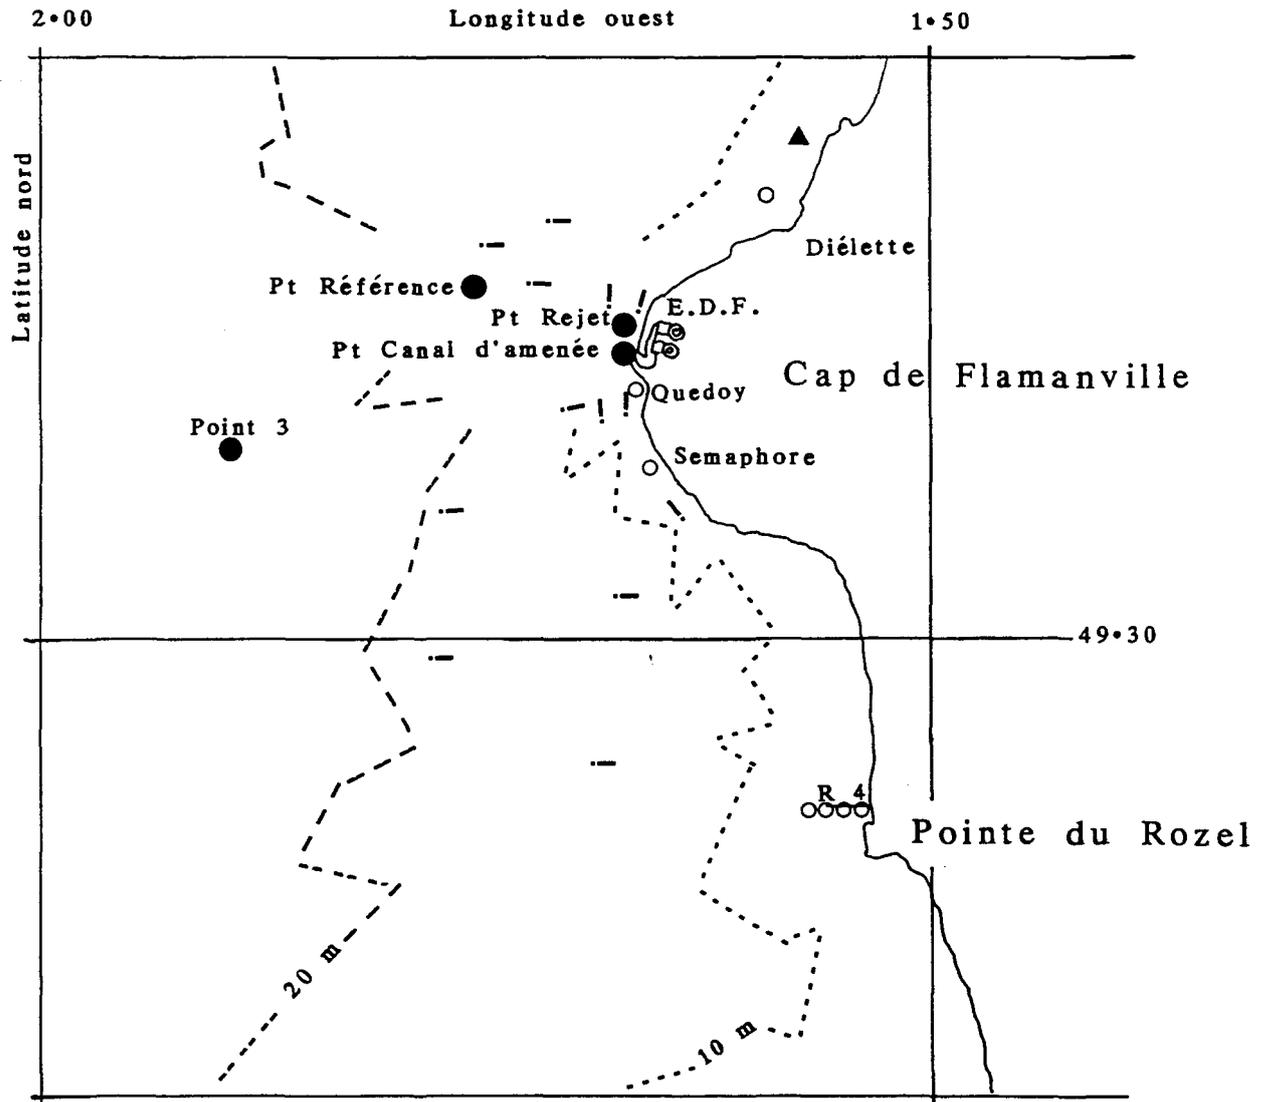 2•00
Longitude ouest
1•50
Latitude nord
Diélette
Pt Référence
E.D.F.
Pt Rejet
Pt Canal d'amenée
Cap de Flamanville
Quedoy
Point 3
Semaphore
49•30
R 4
Pointe du Rozel
20 m
10 m